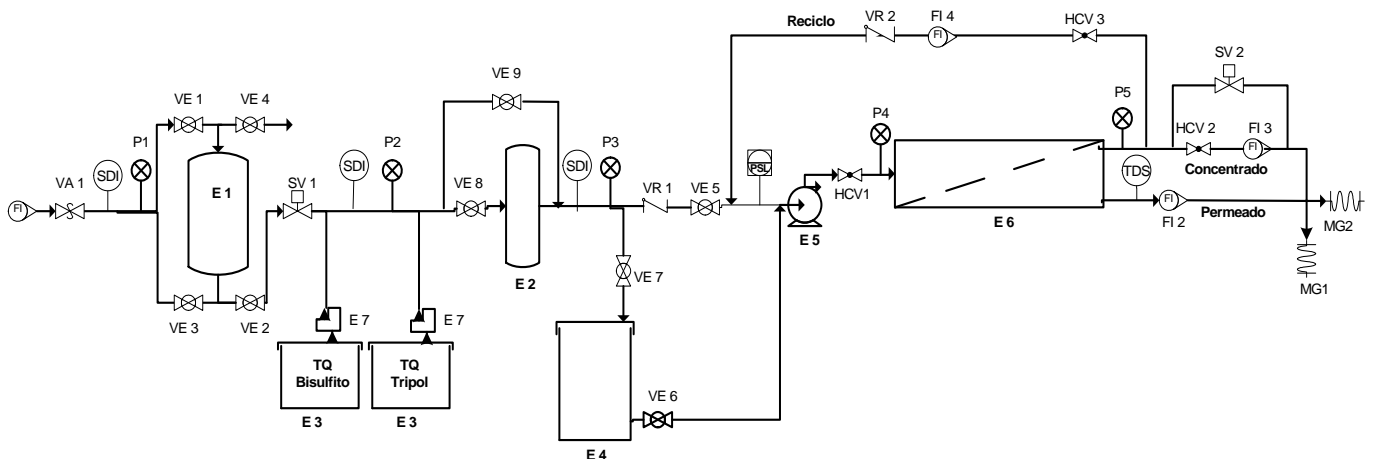 VR 2
FI 4
HCV 3
Reciclo
FI
SV 2
VE 9
VE 1
VE 4
P5
P1
P2
P3
P4
HCV 2
FI 3
SDI
SDI
SDI
FI
E 1
SV 1
PSL
TDS
Concentrado
VA 1
VE 8
VR 1
VE 5
HCV1
FI
FI
Permeado
FI 2
E 5
E 6
MG2
E 2
VE 7
MG1
VE 3
VE 2
E 7
E 7
TQ
Bisulfito
TQ
Tripol
VE 6
E 3
E 3
E 4